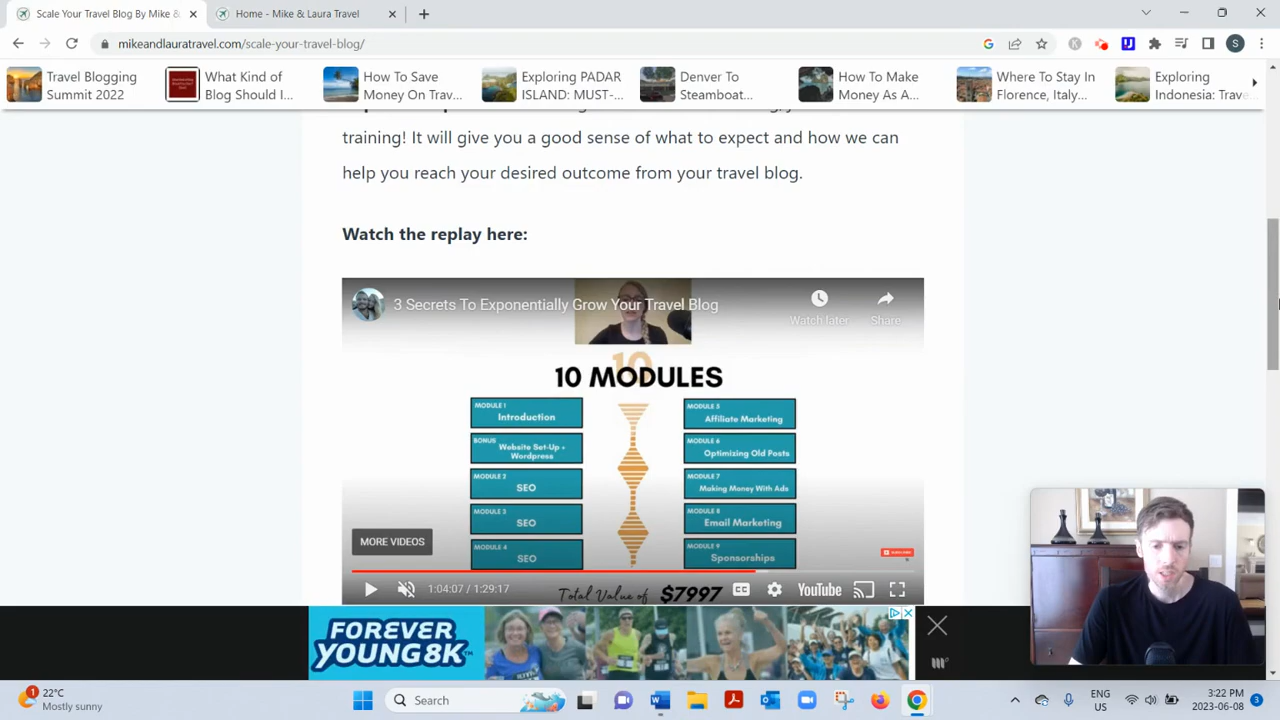 Scale Your Travel Blog By Mike &
Home - Mike & Laura Travel
mikeandlauratravel.com/scale-your-travel-blog/
Travel Blogging
Summit 2022
What Kind of
Blog Should I...
How To Save
Money On Trav...
Exploring PADAR
ISLAND: MUST-...
Denver To
Steamboat...
How To Make
Money As A...
Where To Stay In
Florence, Italy...
Exploring
Indonesia: Trave...
training! It will give you a good sense of what to expect and how we can
help you reach your desired outcome from your travel blog.
Watch the replay here:
3 Secrets To Exponentially Grow Your Travel Blog
Watch later
Share
10
10 MODULES
MODULE 1
Introduction
BONUS
Website Set-Up +
Wordpress
MODULE 2
SEO
MODULE 3
SEO
MODULE 4
SEO
MODULE 5
Affiliate Marketing
MODULE 6
Optimizing Old Posts
MODULE 7
Making Money With Ads
MODULE 8
Email Marketing
MODULE 9
Sponsorships
MORE VIDEOS
1:04:07 / 1:29:17
Total Value of $7997
CC
YouTube
FOREVER
YOUNG8K™
22°C
Mostly sunny
Search
ENG
US
3:22 PM
2023-06-08